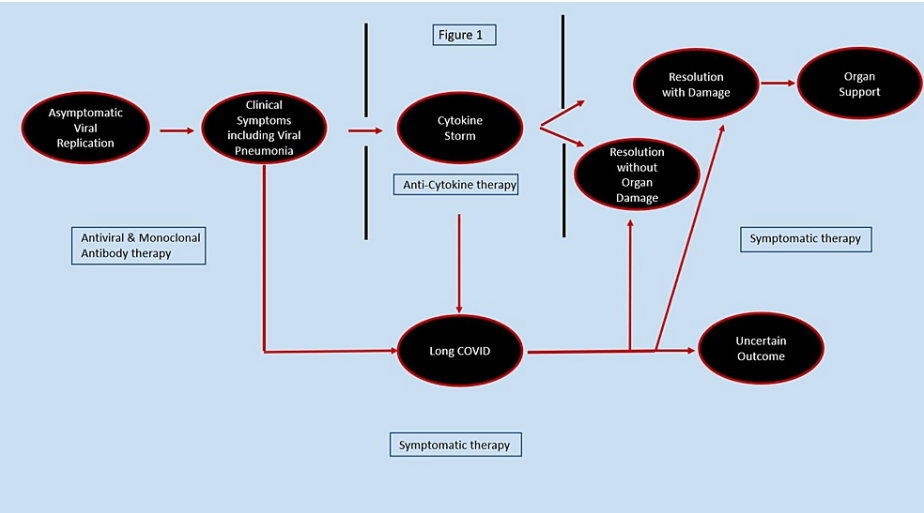 Figure 1
Asymptomatic
Viral
Replication
Clinical
Symptoms
including Viral
Pneumonia
Cytokine
Storm
Resolution
with Damage
Organ
Support
Resolution
without
Organ
Damage
Anti-Cytokine therapy
Antiviral & Monoclonal
Antibody therapy
Symptomatic therapy
Long COVID
Uncertain
Outcome
Symptomatic therapy